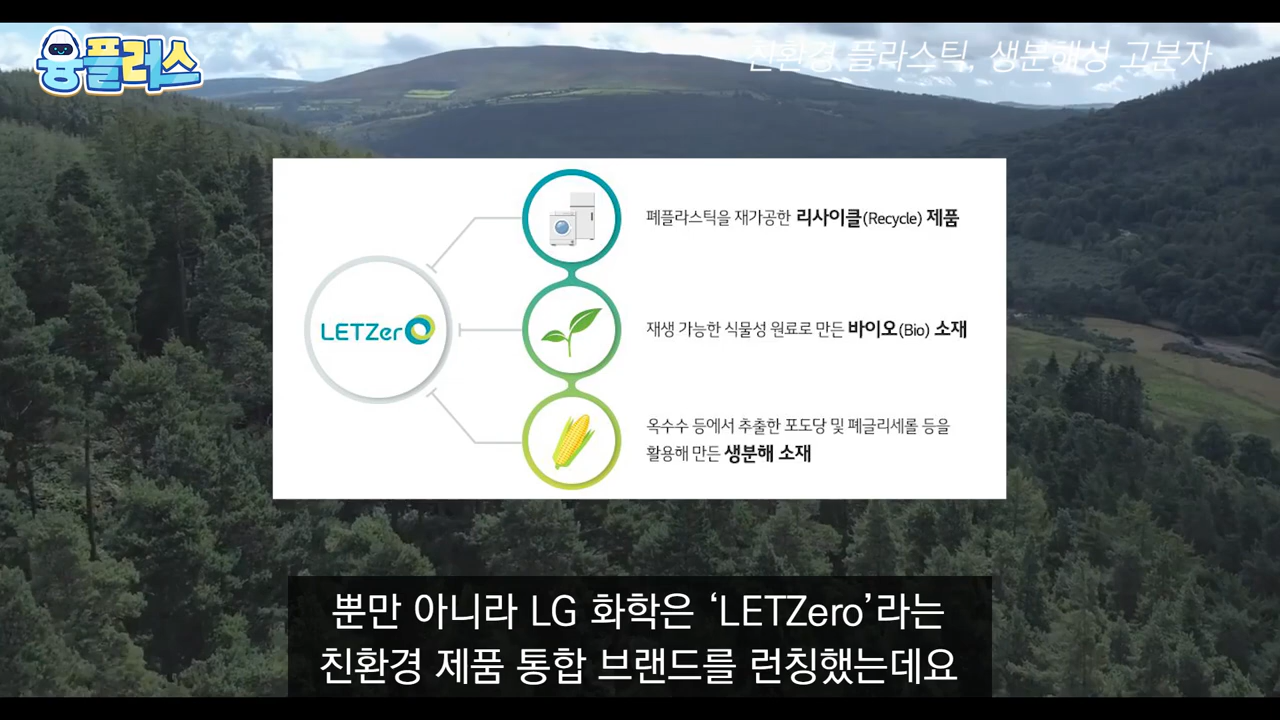 융플러스
친환경 플라스틱, 생분해성 고분자
폐플라스틱을 재가공한 리사이클(Recycle) 제품
LETZero
재생 가능한 식물성 원료로 만든 바이오(Bio) 소재
옥수수 등에서 추출한 포도당 및 폐글리세롤 등을
활용해 만든 생분해 소재
뿐만 아니라 LG 화학은 ‘LETZero’라는
친환경 제품 통합 브랜드를 런칭했는데요